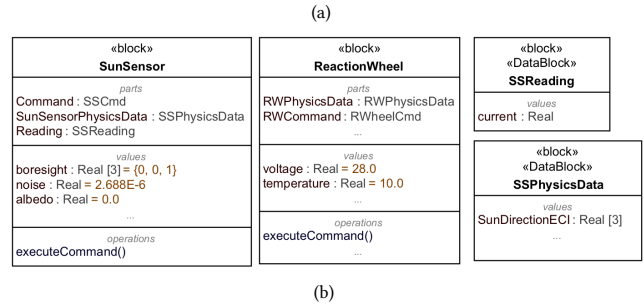 (a)
«block»
SunSensor
parts
Command : SSCmd
SunSensorPhysicsData : SSPhysicsData
Reading : SSReading
values
boresight : Real [3] = {0, 0, 1}
noise : Real = 2.688E-6
albedo : Real = 0.0
...
operations
executeCommand()
«block»
ReactionWheel
parts
RWPhysicsData : RWPhysicsData
RWCommand : RWheelCmd
...
values
voltage : Real = 28.0
temperature : Real = 10.0
...
operations
executeCommand()
...
«block»
«DataBlock»
SSReading
values
current : Real
«block»
«DataBlock»
SSPhysicsData
values
SunDirectionECI : Real [3]
...
(b)